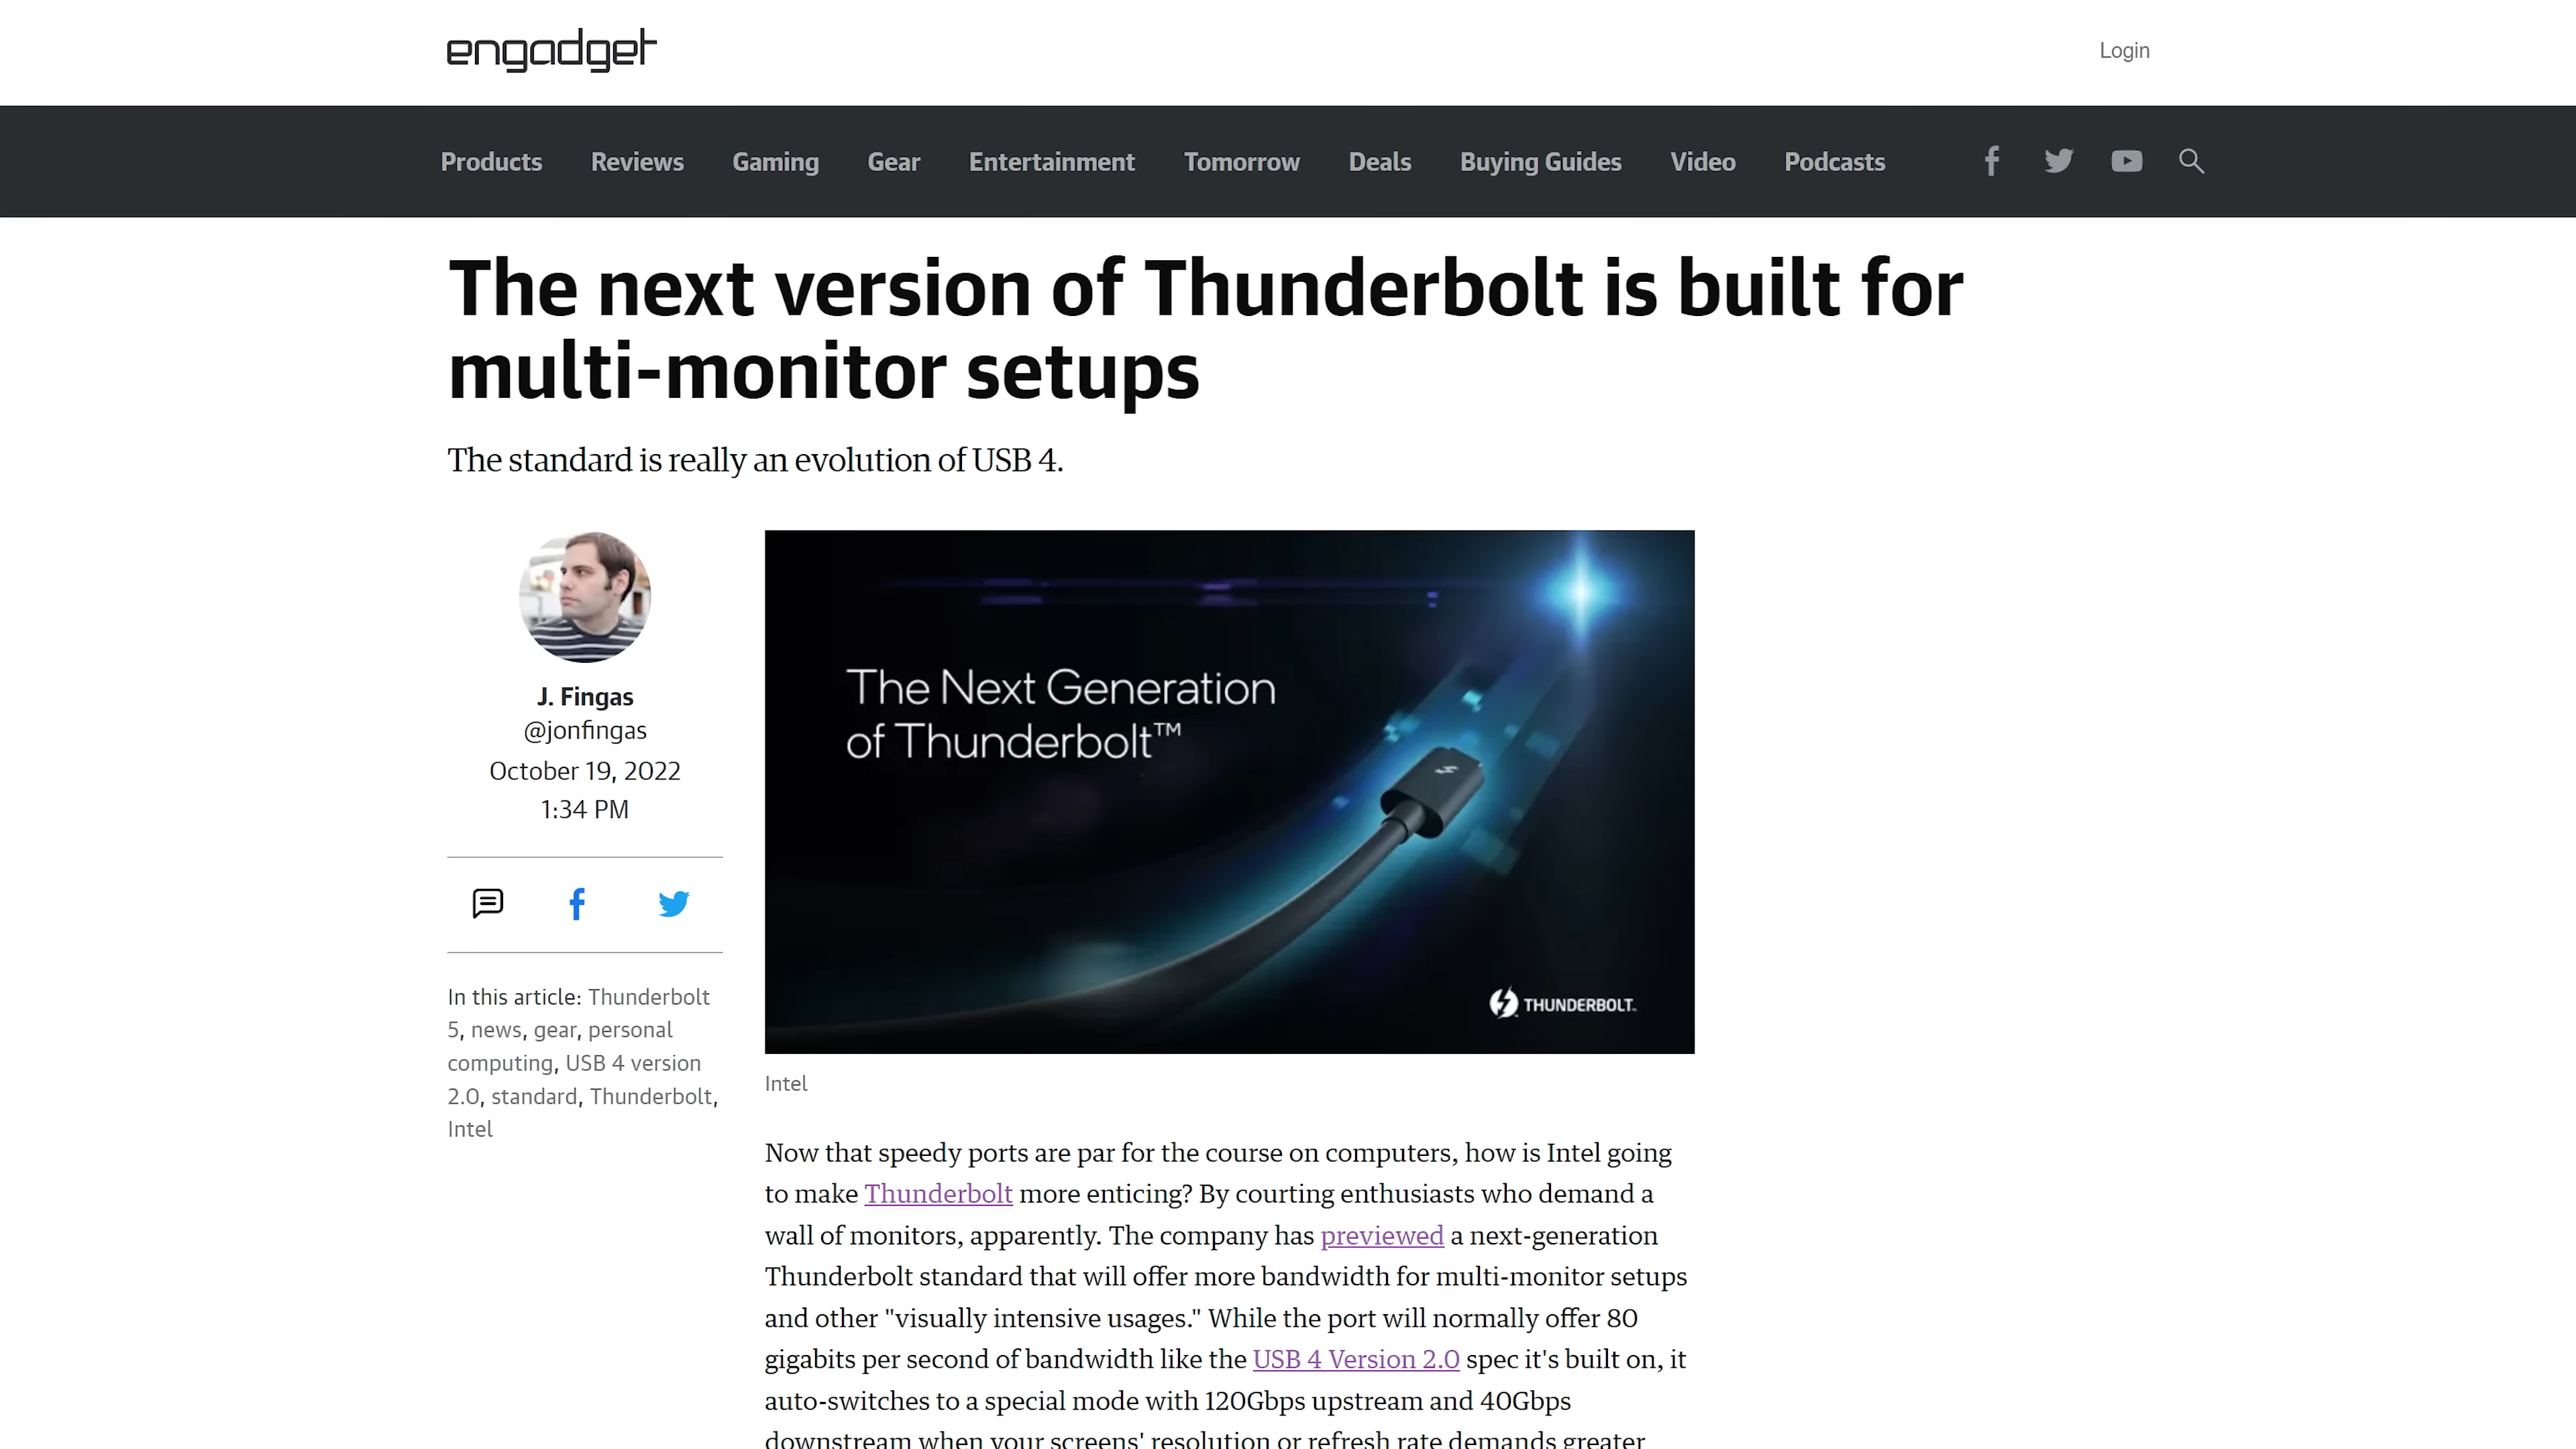 engadget
Login
Products Reviews Gaming Gear Entertainment Tomorrow Deals Buying Guides Video Podcasts
The next version of Thunderbolt is built for
multi-monitor setups
The standard is really an evolution of USB 4.
J. Fingas
@jonfingas
October 19, 2022
1:34 PM
In this article: Thunderbolt
5, news, gear, personal
computing, USB 4 version
2.0, standard, Thunderbolt,
Intel
The Next Generation
of Thunderbolt™
THUNDERBOLT™
Intel
Now that speedy ports are par for the course on computers, how is Intel going
to make Thunderbolt more enticing? By courting enthusiasts who demand a
wall of monitors, apparently. The company has previewed a next-generation
Thunderbolt standard that will offer more bandwidth for multi-monitor setups
and other "visually intensive usages." While the port will normally offer 80
gigabits per second of bandwidth like the USB 4 Version 2.0 spec it's built on, it
auto-switches to a special mode with 120Gbps upstream and 40Gbps
downstream when your screens' resolution or refresh rate demands greater